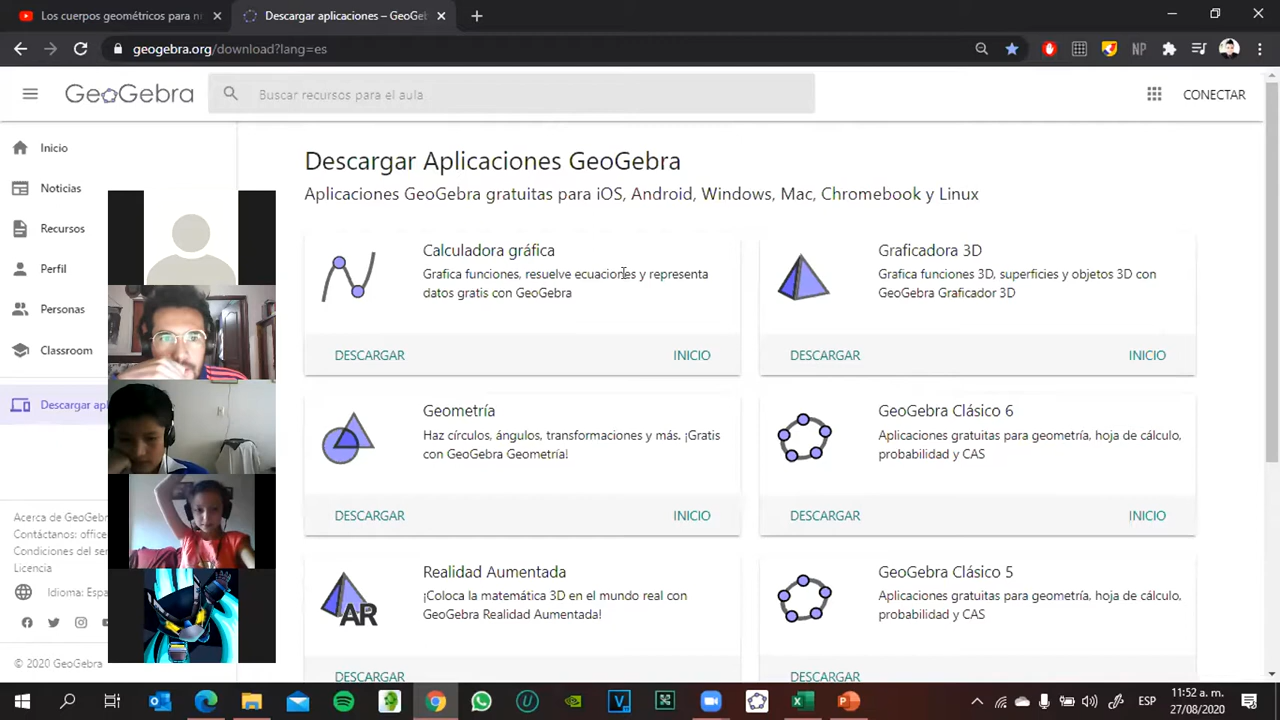 Los cuerpos geométricos para n
Descargar aplicaciones – GeoGeb
geogebra.org/download?lang=es
NP
GeoGebra
Buscar recursos para el aula
CONECTAR
Inicio
Noticias
Recursos
Perfil
Personas
Classroom
Descargar apl
Acerca de GeoGebra
Contáctanos: office
Condiciones del ser
Licencia
Idioma: Espa
© 2020 GeoGebra
Descargar Aplicaciones GeoGebra
Aplicaciones GeoGebra gratuitas para iOS, Android, Windows, Mac, Chromebook y Linux
Calculadora gráfica
Grafica funciones, resuelve ecuaciones y representa
datos gratis con GeoGebra
DESCARGAR
INICIO
Graficadora 3D
Grafica funciones 3D, superficies y objetos 3D con
GeoGebra Graficador 3D
DESCARGAR
INICIO
Geometría
Haz círculos, ángulos, transformaciones y más. ¡Gratis
con GeoGebra Geometría!
DESCARGAR
INICIO
GeoGebra Clásico 6
Aplicaciones gratuitas para geometría, hoja de cálculo,
probabilidad y CAS
DESCARGAR
INICIO
AR
Realidad Aumentada
¡Coloca la matemática 3D en el mundo real con
GeoGebra Realidad Aumentada!
DESCARGAR
GeoGebra Clásico 5
Aplicaciones gratuitas para geometría, hoja de cálculo,
probabilidad y CAS
DESCARGAR
ESP
11:52 a. m.
27/08/2020